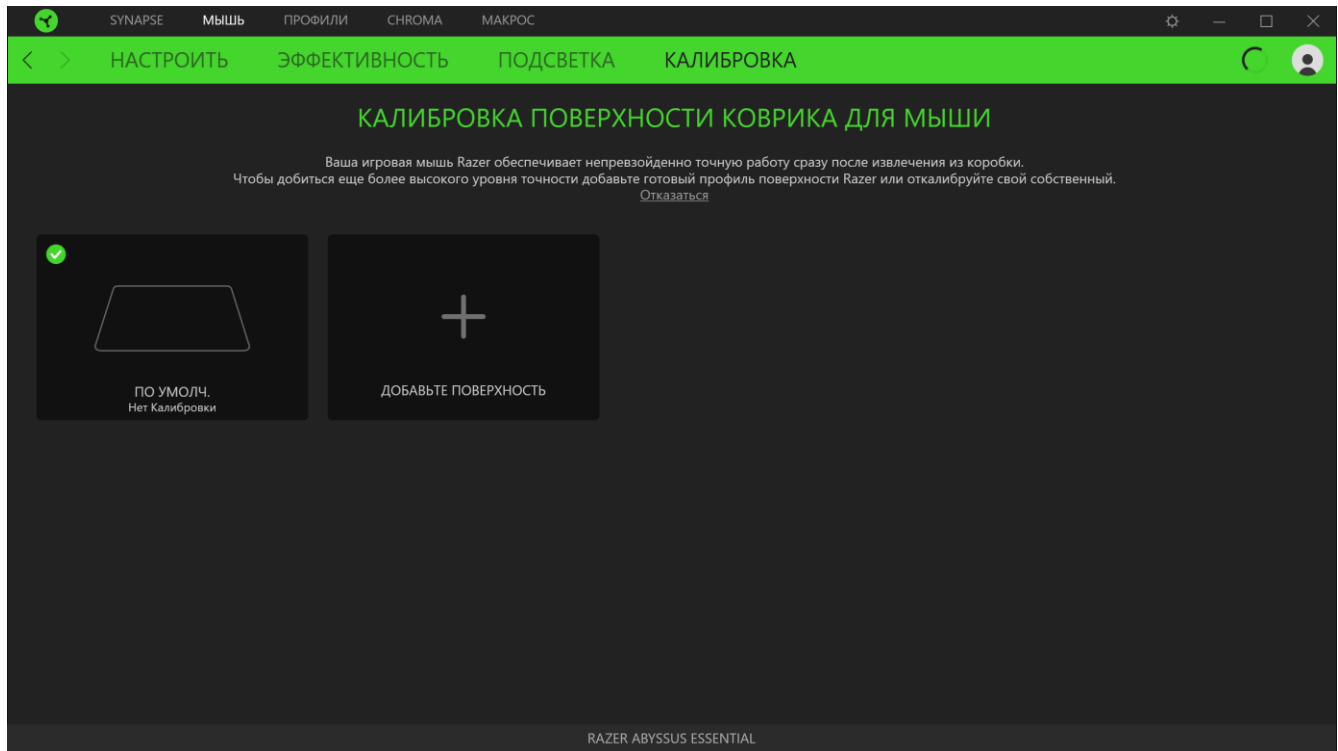 SYNAPSE МЫШЬ ПРОФИЛИ CHROMA МАКРОС
НАСТРОИТЬ ЭФФЕКТИВНОСТЬ ПОДСВЕТКА КАЛИБРОВКА
КАЛИБРОВКА ПОВЕРХНОСТИ КОВРИКА ДЛЯ МЫШИ
Ваша игровая мышь Razer обеспечивает непревзойденно точную работу сразу после извлечения из коробки.
Чтобы добиться еще более высокого уровня точности добавьте готовый профиль поверхности Razer или откалибруйте свой собственный.
Отказаться
ПО УМОЛЧ.
Нет Калибровки
ДОБАВЬТЕ ПОВЕРХНОСТЬ
RAZER ABYSSUS ESSENTIAL